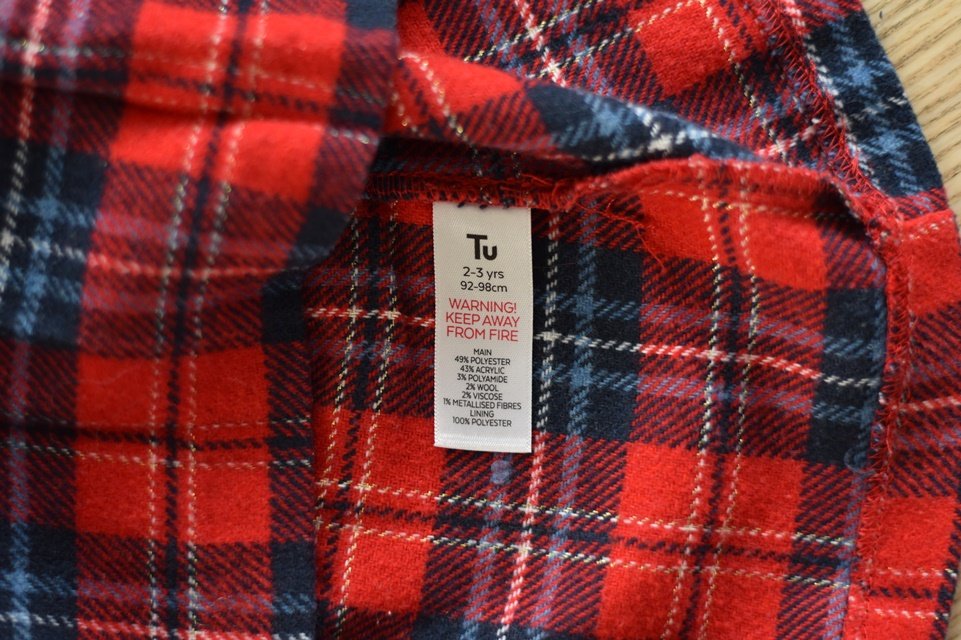 Tu
2-3 yrs
92-98cm
WARNING!
KEEP AWAY
FROM FIRE
MAIN
49% POLYESTER
43% ACRYLIC
3% POLYAMIDE
2% WOOL
2% VISCOSE
1% METALLISED FIBRES
LINING
100% POLYESTER